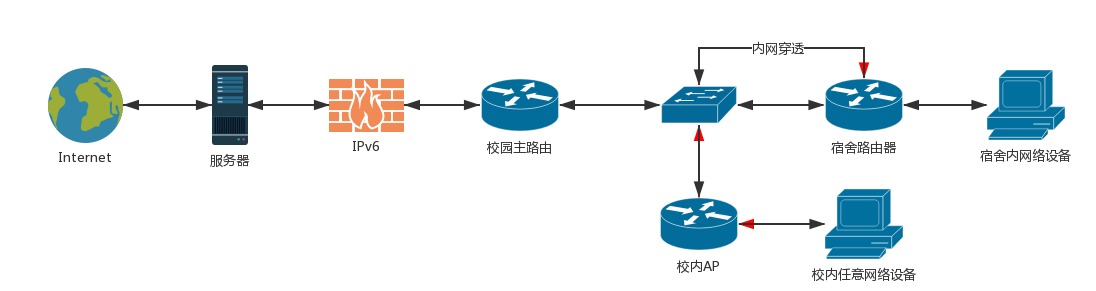 内网穿透
Internet
服务器
IPv6
校园主路由
宿舍路由器
宿舍内网络设备
校内AP
校内任意网络设备